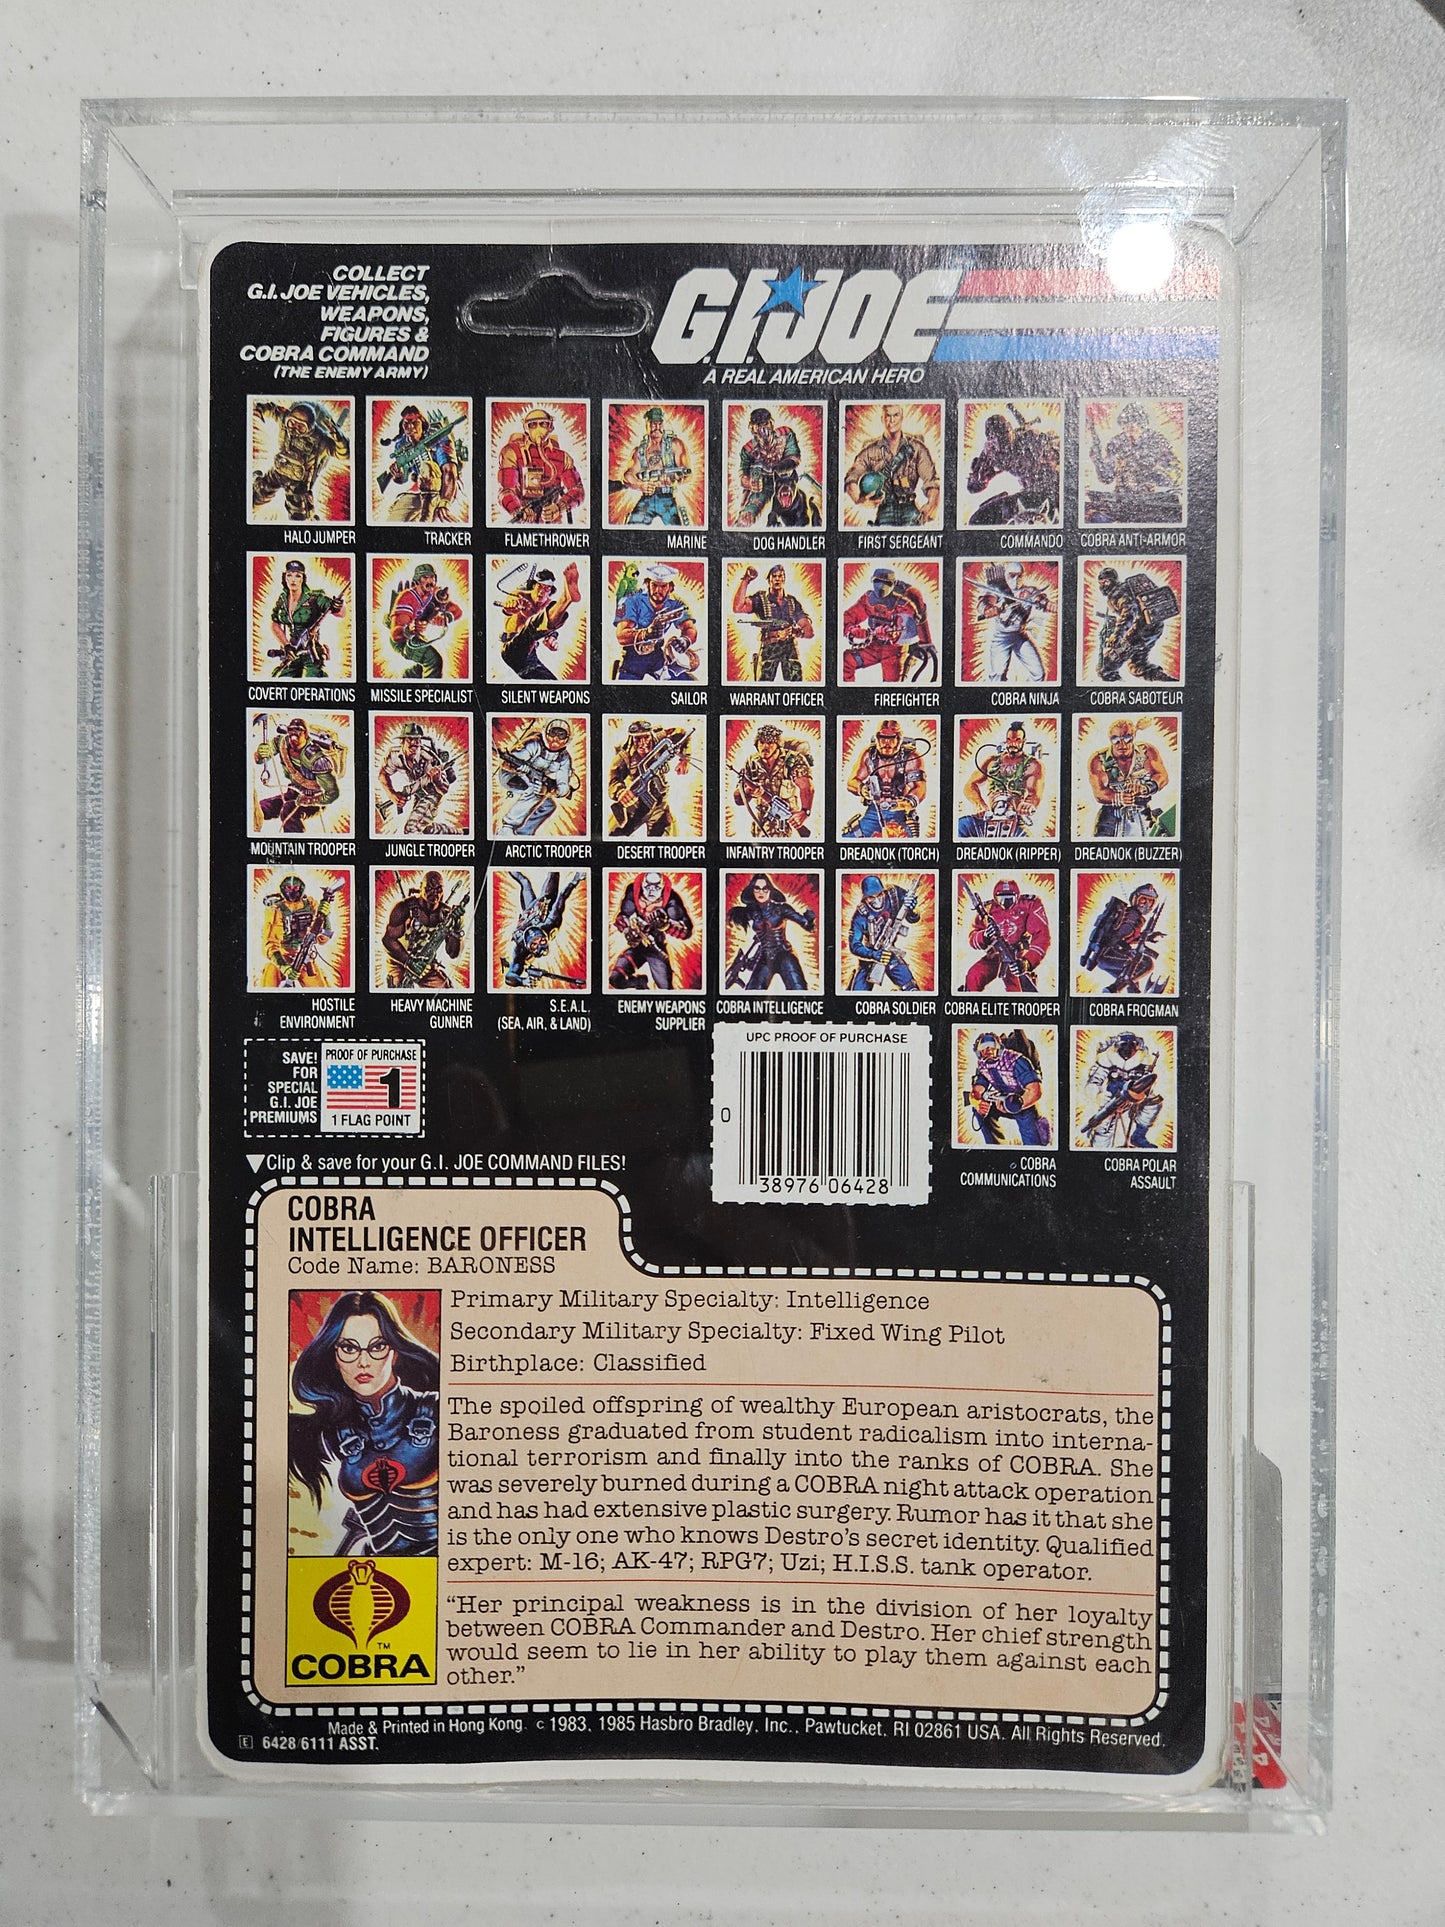 COLLECT
G.I. JOE VEHICLES,
WEAPONS,
FIGURES &
COBRA COMMAND
(THE ENEMY ARMY)
G.I. JOE
A REAL AMERICAN HERO
HALO JUMPER TRACKER FLAMETHROWER MARINE DOG HANDLER FIRST SERGEANT COMMANDO COBRA ANTI-ARMOR
COVERT OPERATIONS MISSILE SPECIALIST SILENT WEAPONS SAILOR WARRANT OFFICER FIREFIGHTER COBRA NINJA COBRA SABOTEUR
MOUNTAIN TROOPER JUNGLE TROOPER ARCTIC TROOPER DESERT TROOPER INFANTRY TROOPER DREADNOK (TORCH) DREADNOK (RIPPER) DREADNOK (BUZZER)
HOSTILE
ENVIRONMENT
HEAVY MACHINE
GUNNER
S.E.A.L.
(SEA, AIR, & LAND)
ENEMY WEAPONS
SUPPLIER
COBRA INTELLIGENCE COBRA SOLDIER COBRA ELITE TROOPER COBRA FROGMAN
SAVE!
FOR
SPECIAL
G.I. JOE
PREMIUMS
PROOF OF PURCHASE
1
1 FLAG POINT
UPC PROOF OF PURCHASE
0
38976 06428
COBRA
COMMUNICATIONS
COBRA POLAR
ASSAULT
▼Clip & save for your G.I. JOE COMMAND FILES!
COBRA
INTELLIGENCE OFFICER
Code Name: BARONESS
Primary Military Specialty: Intelligence
Secondary Military Specialty: Fixed Wing Pilot
Birthplace: Classified
The spoiled offspring of wealthy European aristocrats, the
Baroness graduated from student radicalism into interna-
tional terrorism and finally into the ranks of COBRA. She
was severely burned during a COBRA night attack operation
and has had extensive plastic surgery. Rumor has it that she
is the only one who knows Destro's secret identity. Qualified
expert: M-16; AK-47; RPG7; Uzi; H.I.S.S. tank operator.
"Her principal weakness is in the division of her loyalty
between COBRA Commander and Destro. Her chief strength
would seem to lie in her ability to play them against each
other."
TM
COBRA
Made & Printed in Hong Kong. © 1983, 1985 Hasbro Bradley, Inc., Pawtucket, RI 02861 USA. All Rights Reserved.
E 6428/6111 ASST.